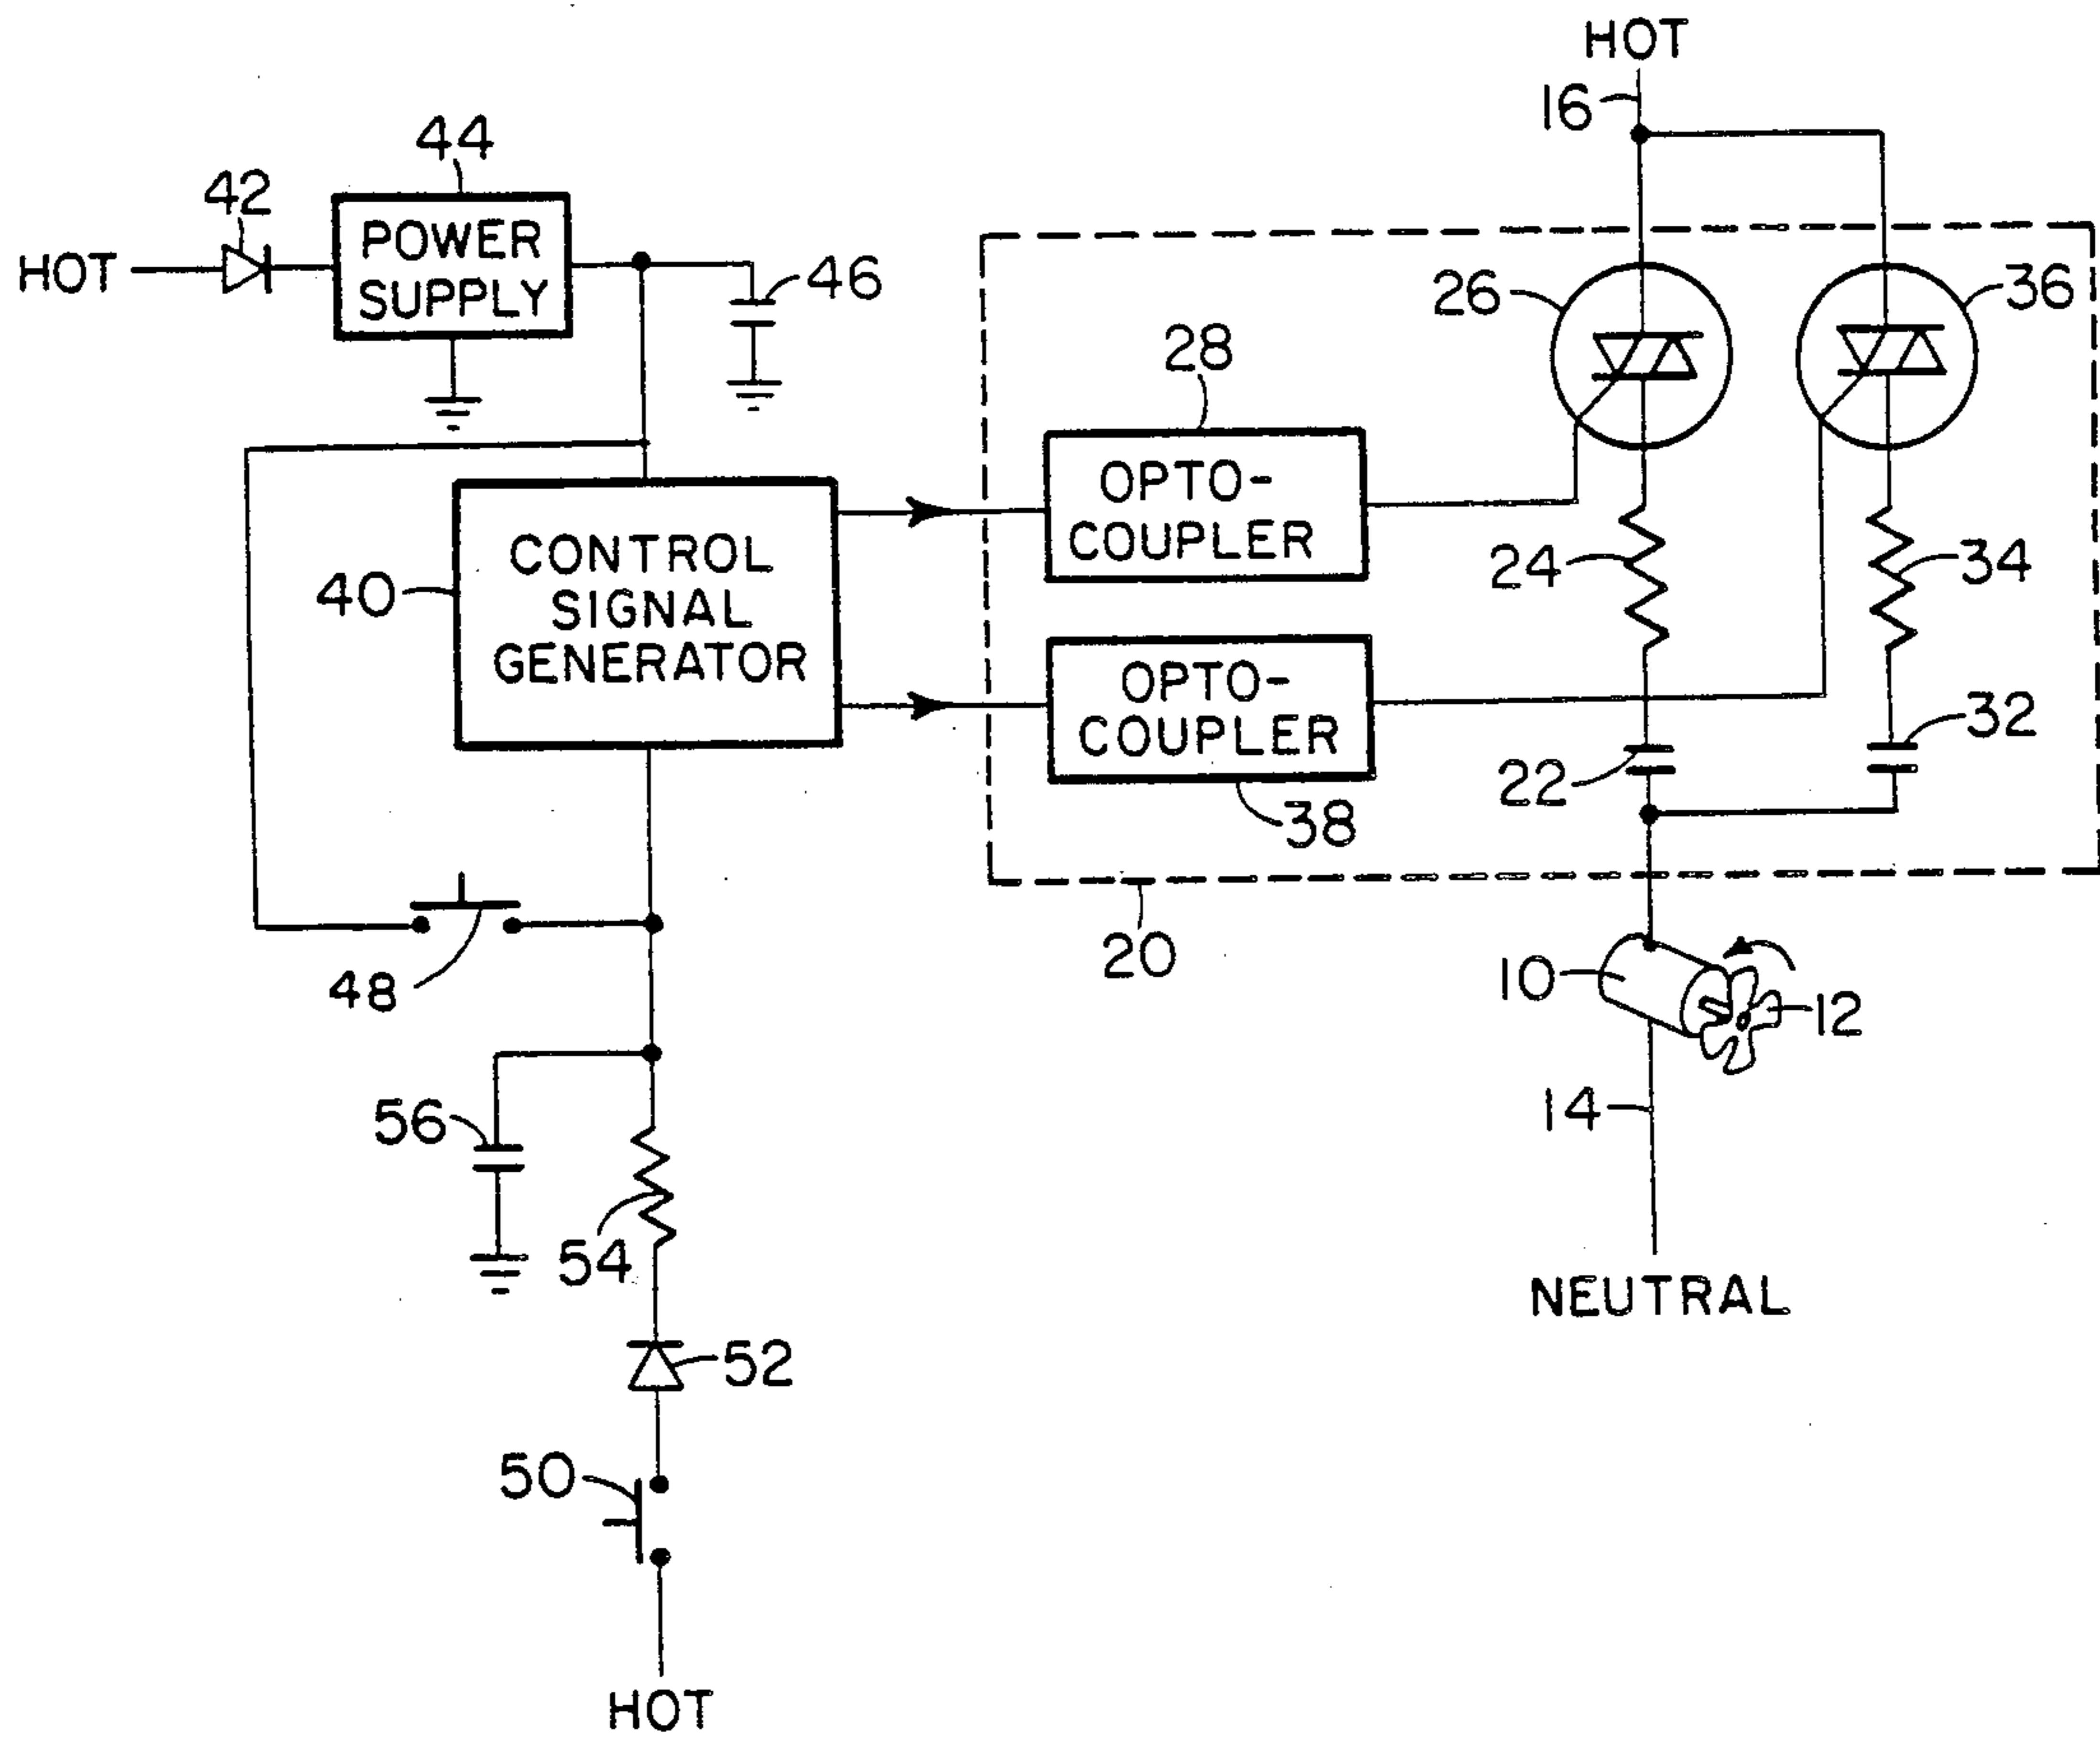 HOT
16
44
42
POWER
SUPPLY
HOT
46
26
36
28
OPTO-
COUPLER
CONTROL
SIGNAL
GENERATOR
40
24
34
OPTO-
COUPLER
32
22
38
20
48
10
12
56
14
54
NEUTRAL
52
50
HOT